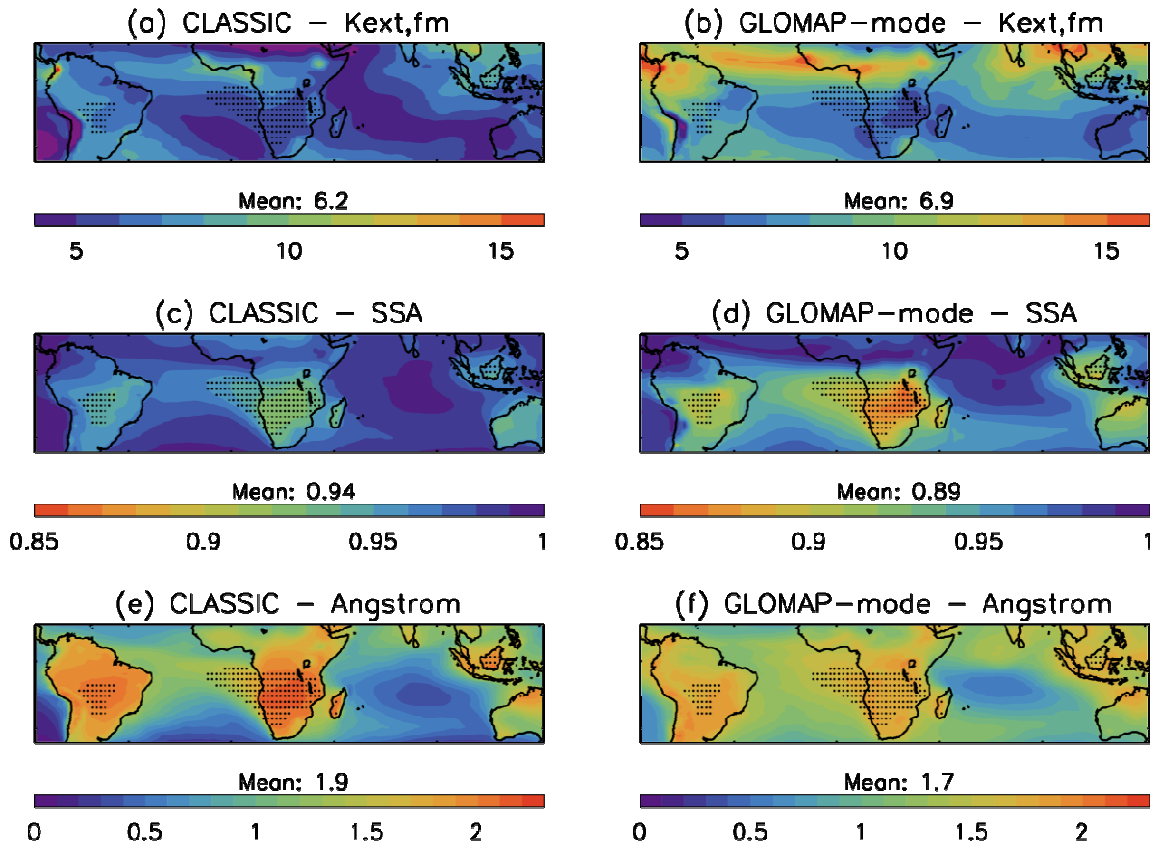 (a) CLASSIC – Kext,fm
(b) GLOMAP–mode – Kext,fm
Mean: 6.2
Mean: 6.9
5 10 15
5 10 15
(c) CLASSIC – SSA
(d) GLOMAP–mode – SSA
Mean: 0.94
Mean: 0.89
0.85 0.9 0.95 1
0.85 0.9 0.95 1
(e) CLASSIC – Angstrom
(f) GLOMAP–mode – Angstrom
Mean: 1.9
Mean: 1.7
0 0.5 1 1.5 2
0 0.5 1 1.5 2